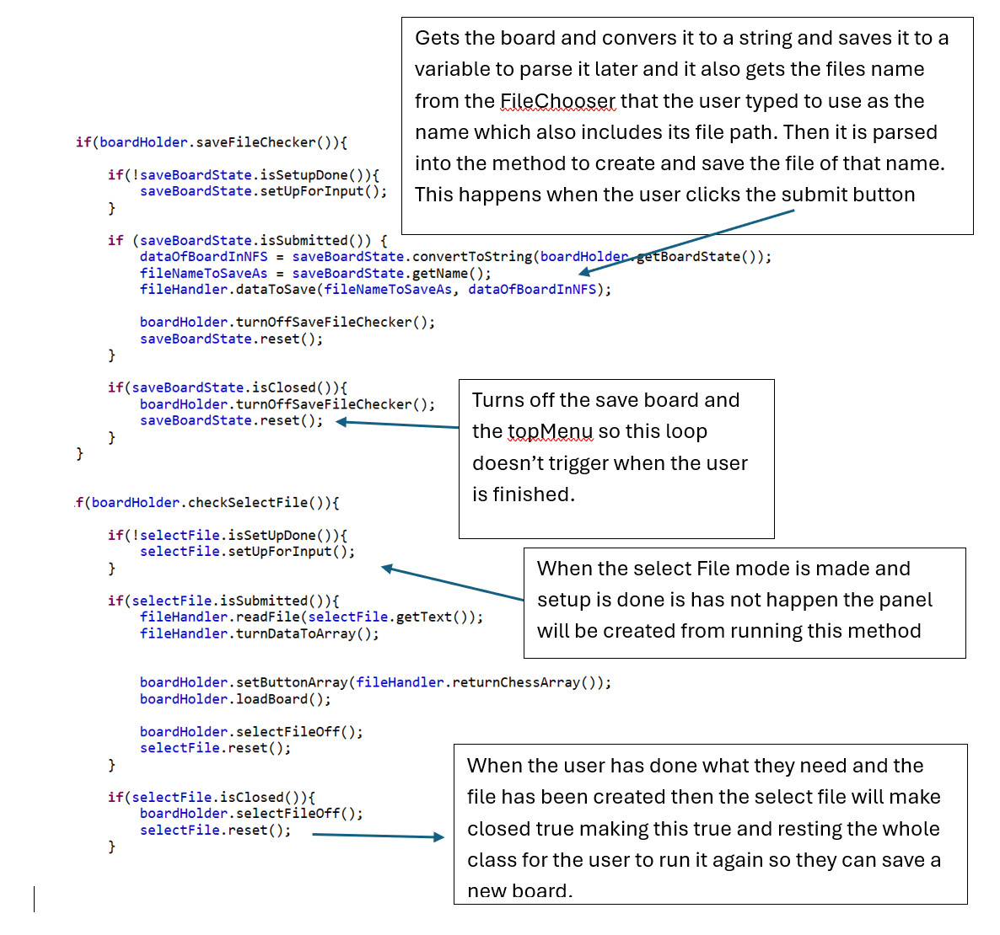 Gets the board and convers it to a string and saves it to a
variable to parse it later and it also gets the files name
from the FileChooser that the user typed to use as the
name which also includes its file path. Then it is parsed
into the method to create and save the file of that name.
This happens when the user clicks the submit button
if(boardHolder.saveFileChecker()){
if(!saveBoardState.isSetupDone()){
saveBoardState.setUpForInput();
}
if (saveBoardState.isSubmitted()) {
dataOfBoardInNFS = saveBoardState.convertToString(boardHolder.getBoardState());
fileNameToSaveAs = saveBoardState.getName();
fileHandler.dataToSave(fileNameToSaveAs, dataOfBoardInNFS);
boardHolder.turnOffSaveFileChecker();
saveBoardState.reset();
}
if(saveBoardState.isClosed()){
boardHolder.turnOffSaveFileChecker();
saveBoardState.reset();
}
}
Turns off the save board and
the topMenu so this loop
doesn’t trigger when the user
is finished.
f(boardHolder.checkSelectFile()){
if(!selectFile.isSetUpDone()){
selectFile.setUpForInput();
}
When the select File mode is made and
setup is done is has not happen the panel
will be created from running this method
if(selectFile.isSubmitted()){
fileHandler.readFile(selectFile.getText());
fileHandler.turnDataToArray();
boardHolder.setButtonArray(fileHandler.returnChessArray());
boardHolder.loadBoard();
boardHolder.selectFileOff();
selectFile.reset();
}
if(selectFile.isClosed()){
boardHolder.selectFileOff();
selectFile.reset();
}
When the user has done what they need and the
file has been created then the select file will make
closed true making this true and resting the whole
class for the user to run it again so they can save a
new board.